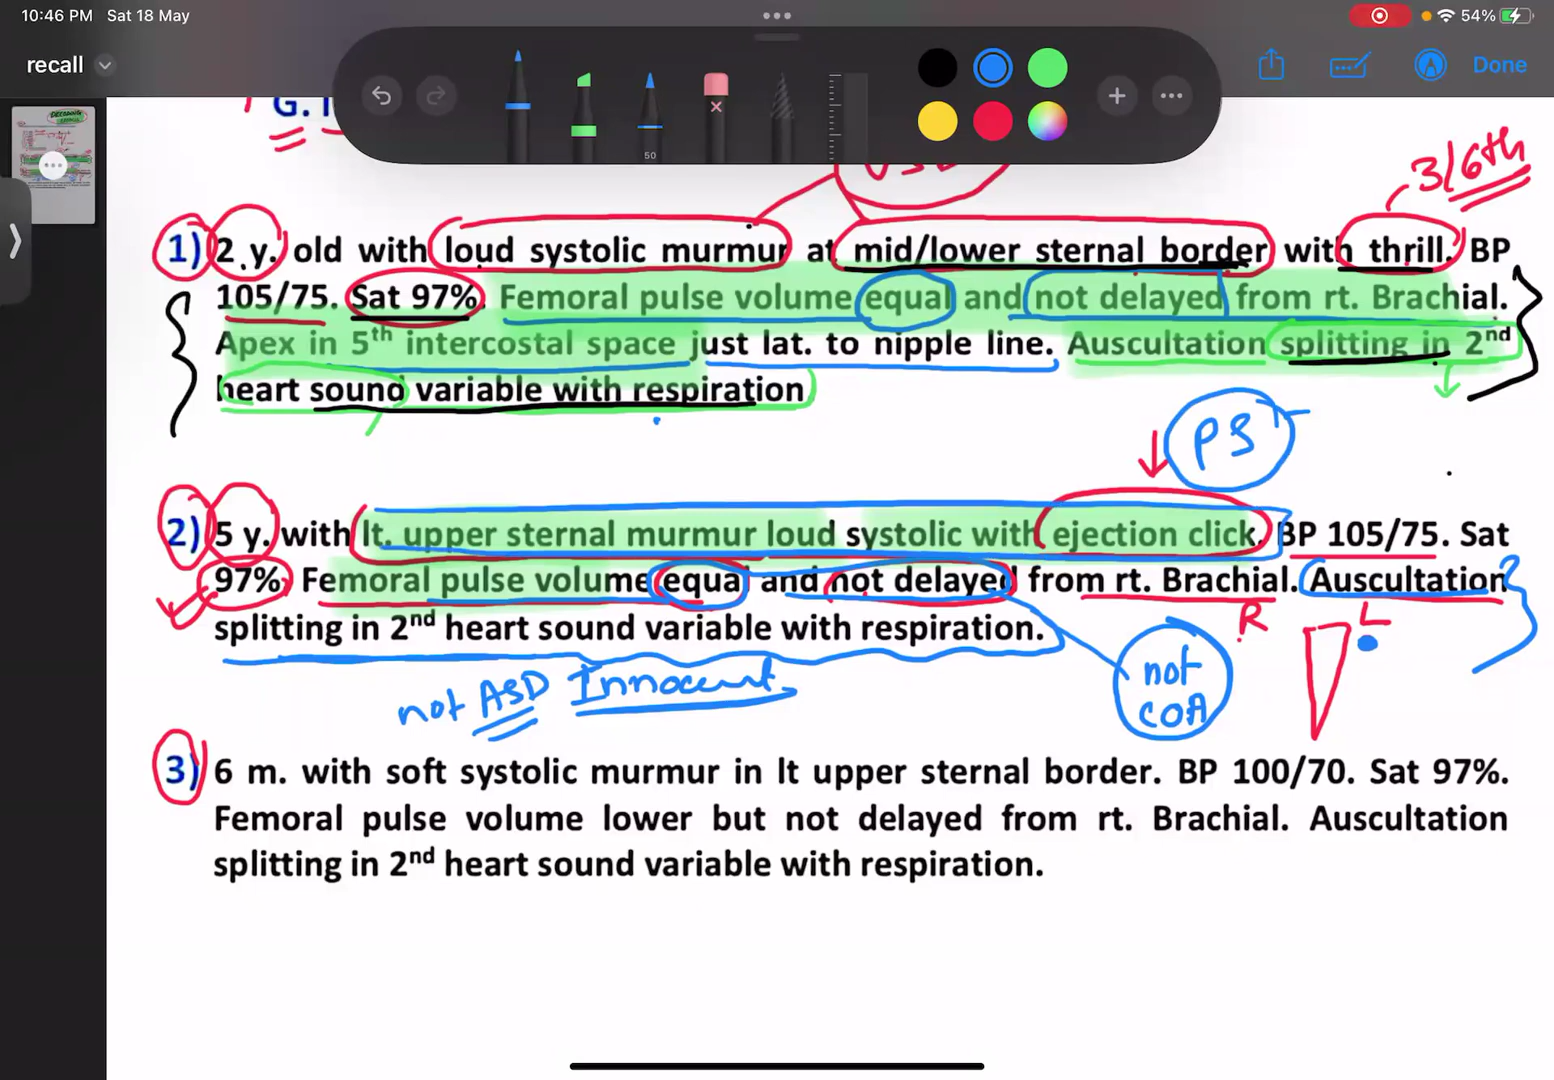 10:46 PM Sat 18 May
54%
recall
Done
50
G. 
3/6th
1) 2 y. old with loud systolic murmur at mid/lower sternal border with thrill. BP
105/75. Sat 97%. Femoral pulse volume equal and not delayed from rt. Brachial.
Apex in 5th intercostal space just lat. to nipple line. Auscultation splitting in 2nd
heart sound variable with respiration
PS
2) 5 y. with lt. upper sternal murmur loud systolic with ejection click. BP 105/75. Sat
97%. Femoral pulse volume equal and not delayed from rt. Brachial. Auscultation
splitting in 2nd heart sound variable with respiration.
R L
not ASD Innocent
not
COA
3) 6 m. with soft systolic murmur in lt upper sternal border. BP 100/70. Sat 97%.
Femoral pulse volume lower but not delayed from rt. Brachial. Auscultation
splitting in 2nd heart sound variable with respiration.